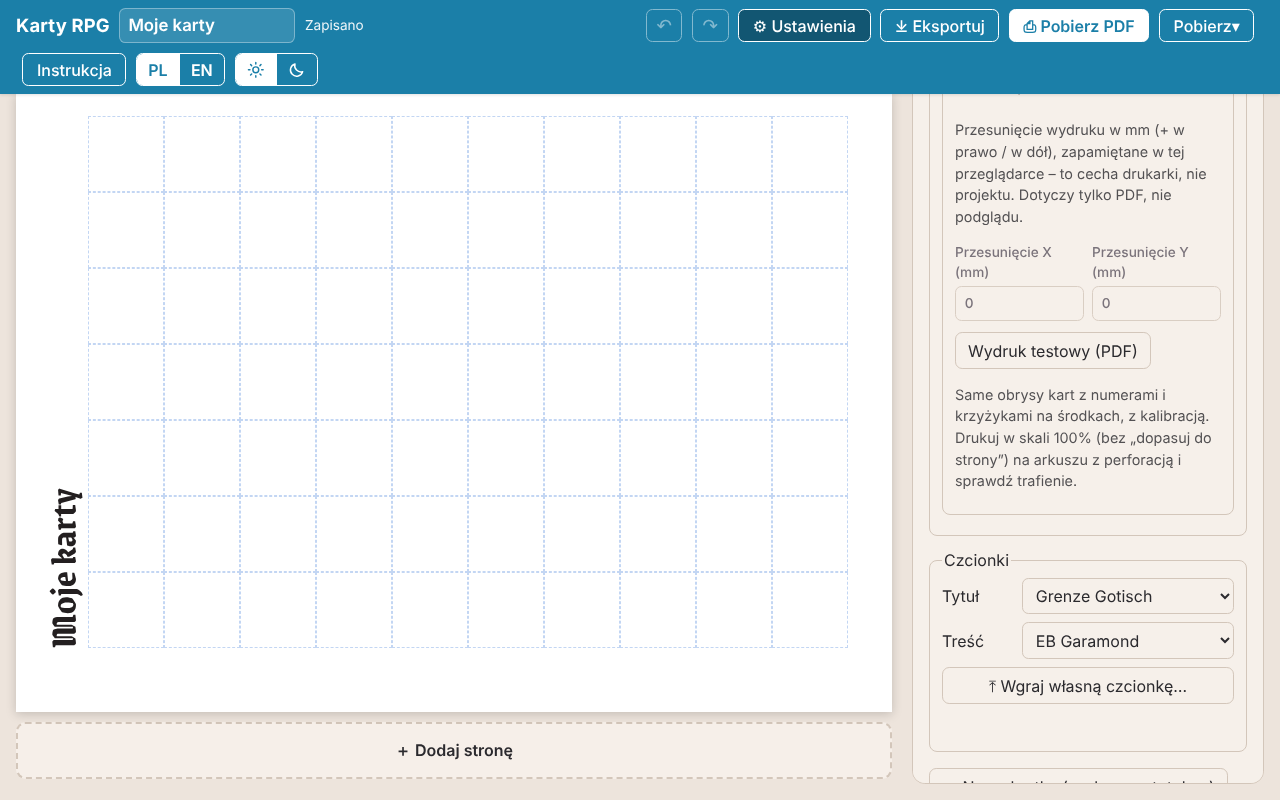 Karty RPG
Moje karty
Zapisano
↶
↷
⚙ Ustawienia
Eksportuj
⎙ Pobierz PDF
Pobierz▾
Instrukcja
PL
EN
Moje karty
+ Dodaj stronę
Przesunięcie wydruku w mm (+ w
prawo / w dół), zapamiętane w tej
przeglądarce – to cecha drukarki, nie
projektu. Dotyczy tylko PDF, nie
podglądu.
Przesunięcie X
(mm)
Przesunięcie Y
(mm)
0
0
Wydruk testowy (PDF)
Same obrysy kart z numerami i
krzyżykami na środkach, z kalibracją.
Drukuj w skali 100% (bez „dopasuj do
strony”) na arkuszu z perforacją i
sprawdź trafienie.
Czcionki
Tytuł
Grenze Gotisch
Treść
EB Garamond
⤒ Wgraj własną czcionkę…